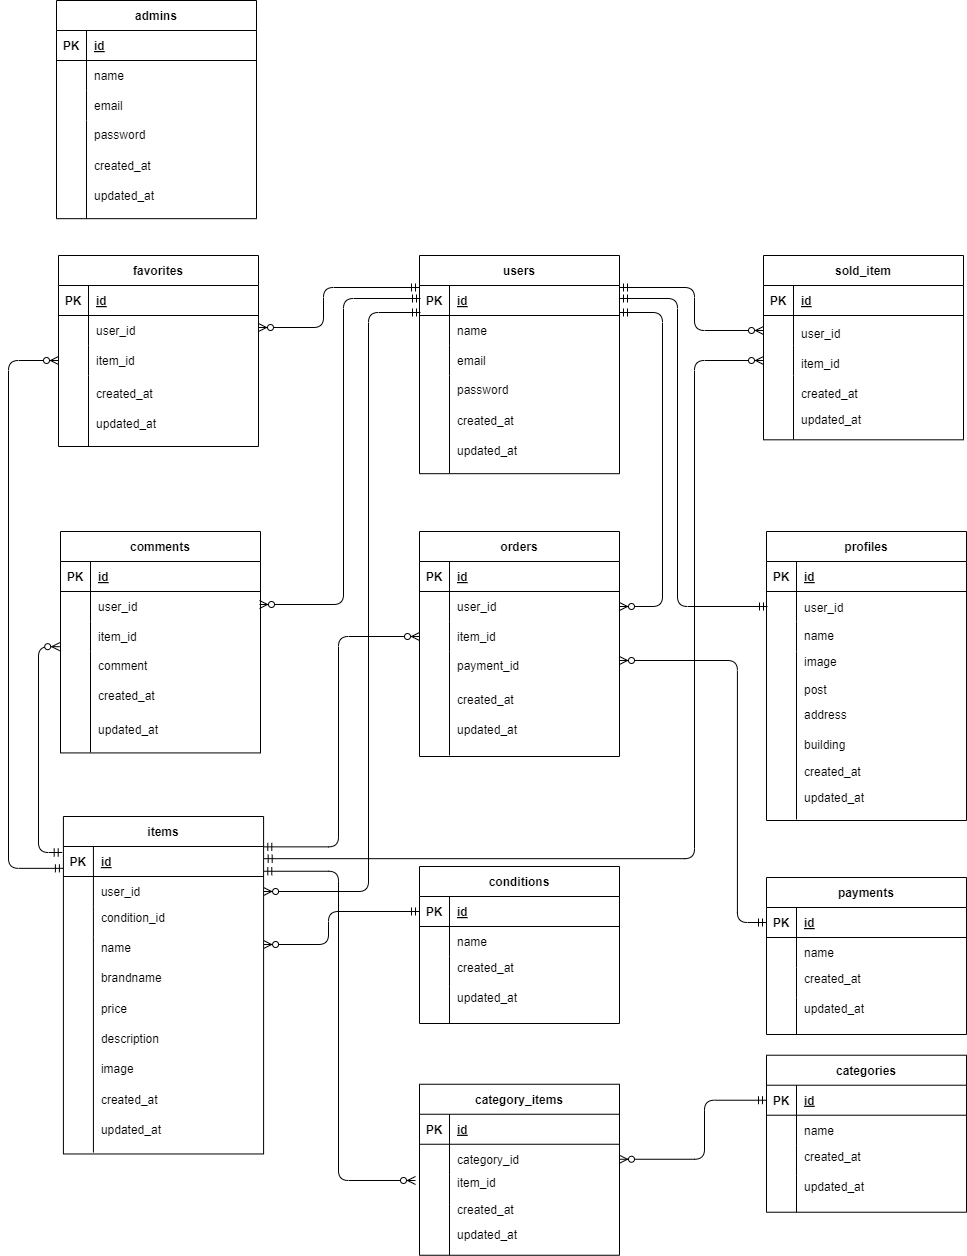 admins
PK id
name
email
password
created_at
updated_at
favorites
PK id
user_id
item_id
created_at
updated_at
users
PK id
name
email
password
created_at
updated_at
sold_item
PK id
user_id
item_id
created_at
updated_at
comments
PK id
user_id
item_id
comment
created_at
updated_at
orders
PK id
user_id
item_id
payment_id
created_at
updated_at
profiles
PK id
user_id
name
image
post
address
building
created_at
updated_at
items
PK id
user_id
condition_id
name
brandname
price
description
image
created_at
updated_at
conditions
PK id
name
created_at
updated_at
payments
PK id
name
created_at
updated_at
category_items
PK id
category_id
item_id
created_at
updated_at
categories
PK id
name
created_at
updated_at